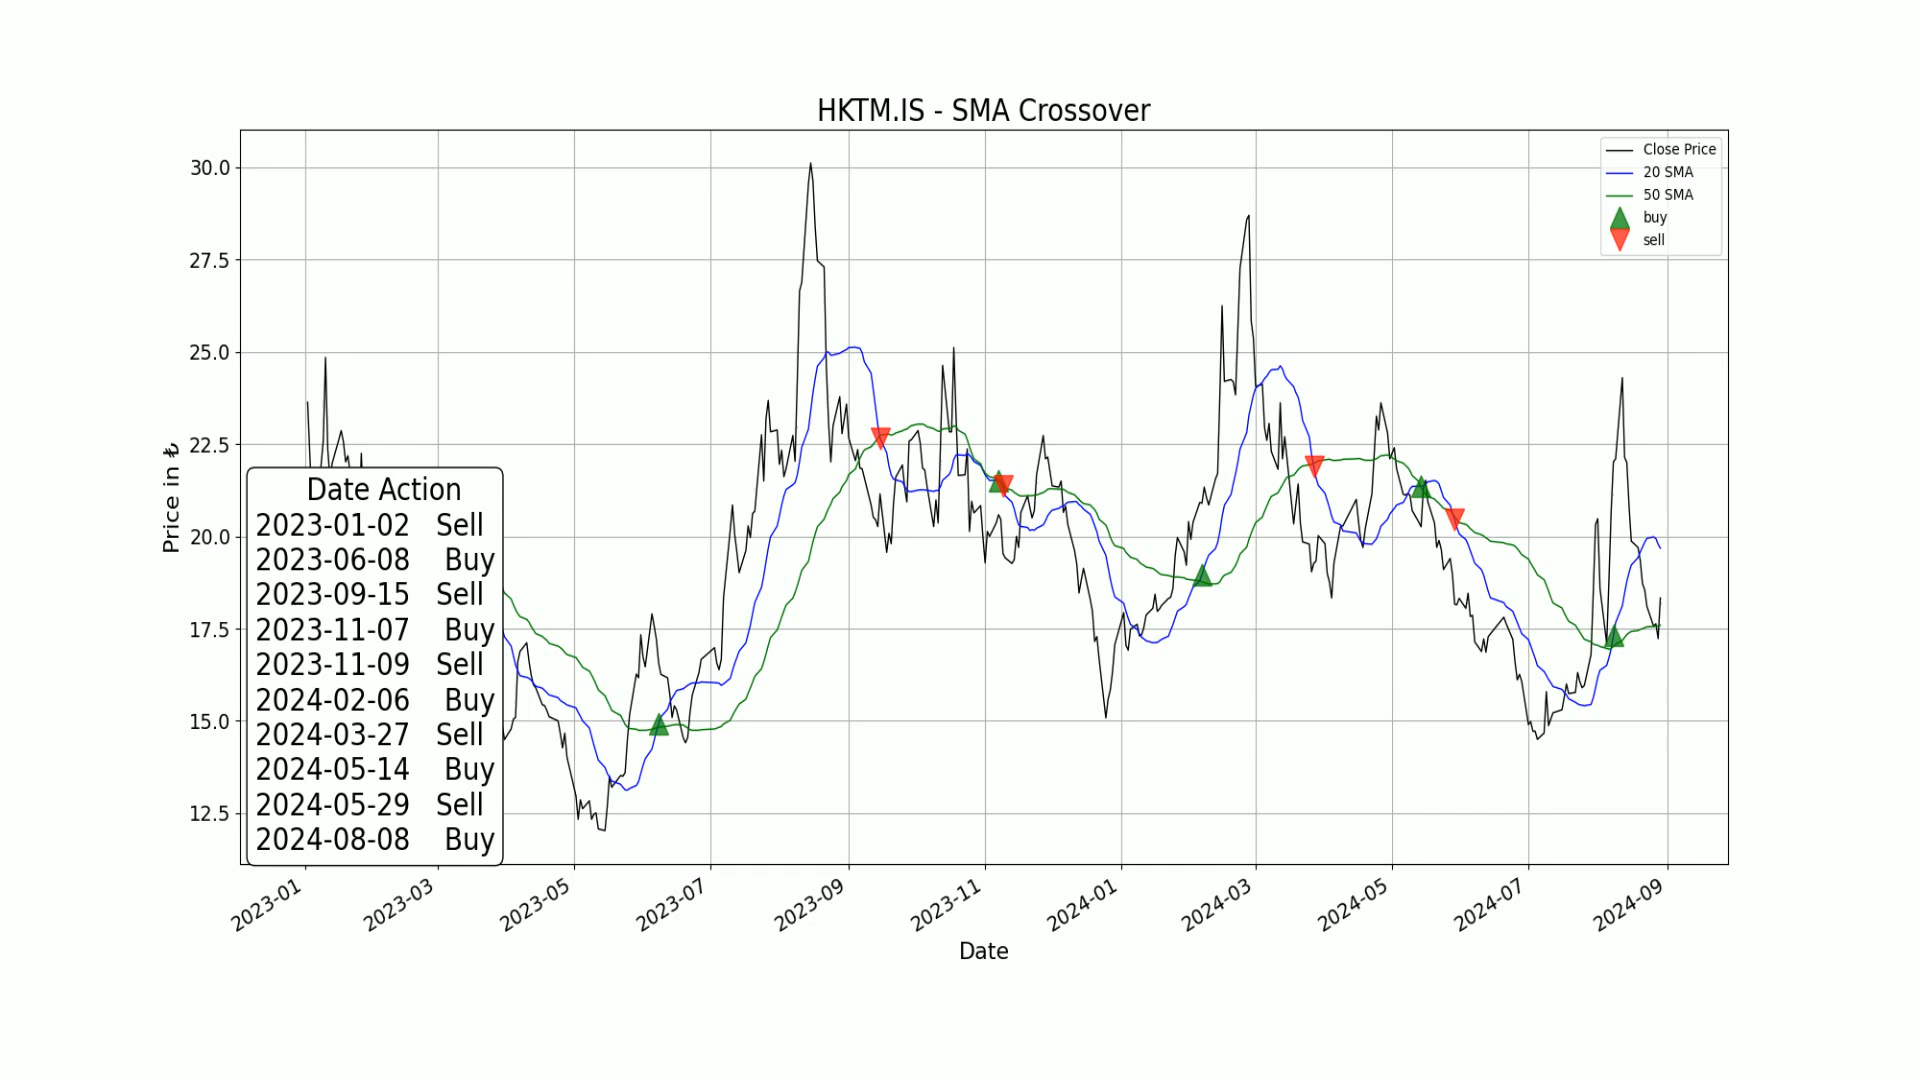 HKTM.IS - SMA Crossover
Close Price
20 SMA
50 SMA
buy
sell
30.0
27.5
25.0
22.5
20.0
17.5
15.0
12.5
Price in ₺
Date Action
2023-01-02 Sell
2023-06-08 Buy
2023-09-15 Sell
2023-11-07 Buy
2023-11-09 Sell
2024-02-06 Buy
2024-03-27 Sell
2024-05-14 Buy
2024-05-29 Sell
2024-08-08 Buy
2023-01
2023-03
2023-05
2023-07
2023-09
2023-11
2024-01
2024-03
2024-05
2024-07
2024-09
Date